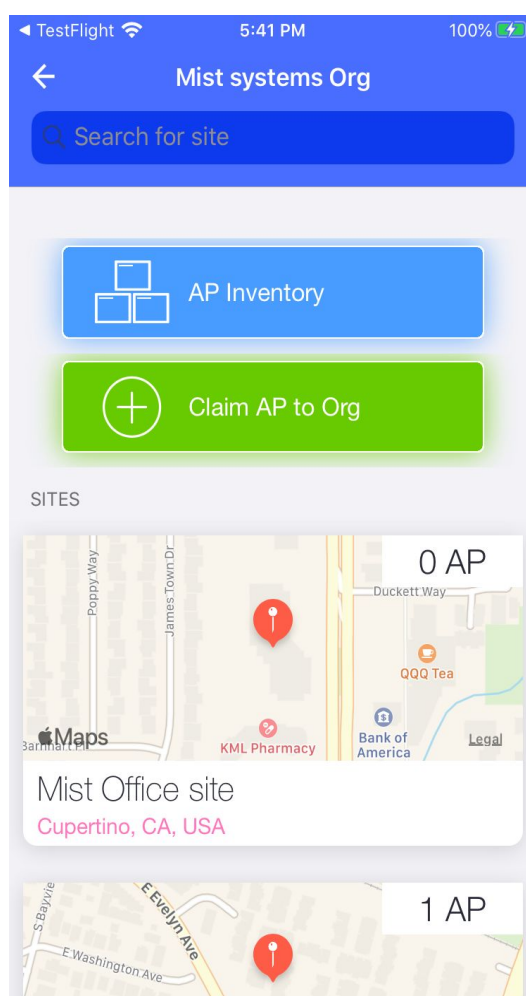 ◀ TestFlight 5:41 PM 100%
Mist systems Org
Search for site
AP Inventory
Claim AP to Org
SITES
0 AP
Poppy Way
James Town Dr
Duckett Way
QQQ Tea
KML Pharmacy
Bank of
America
Maps
Legal
Mist Office site
Cupertino, CA, USA
1 AP
S Bayvie
E Evelyn Ave
E Washington Ave